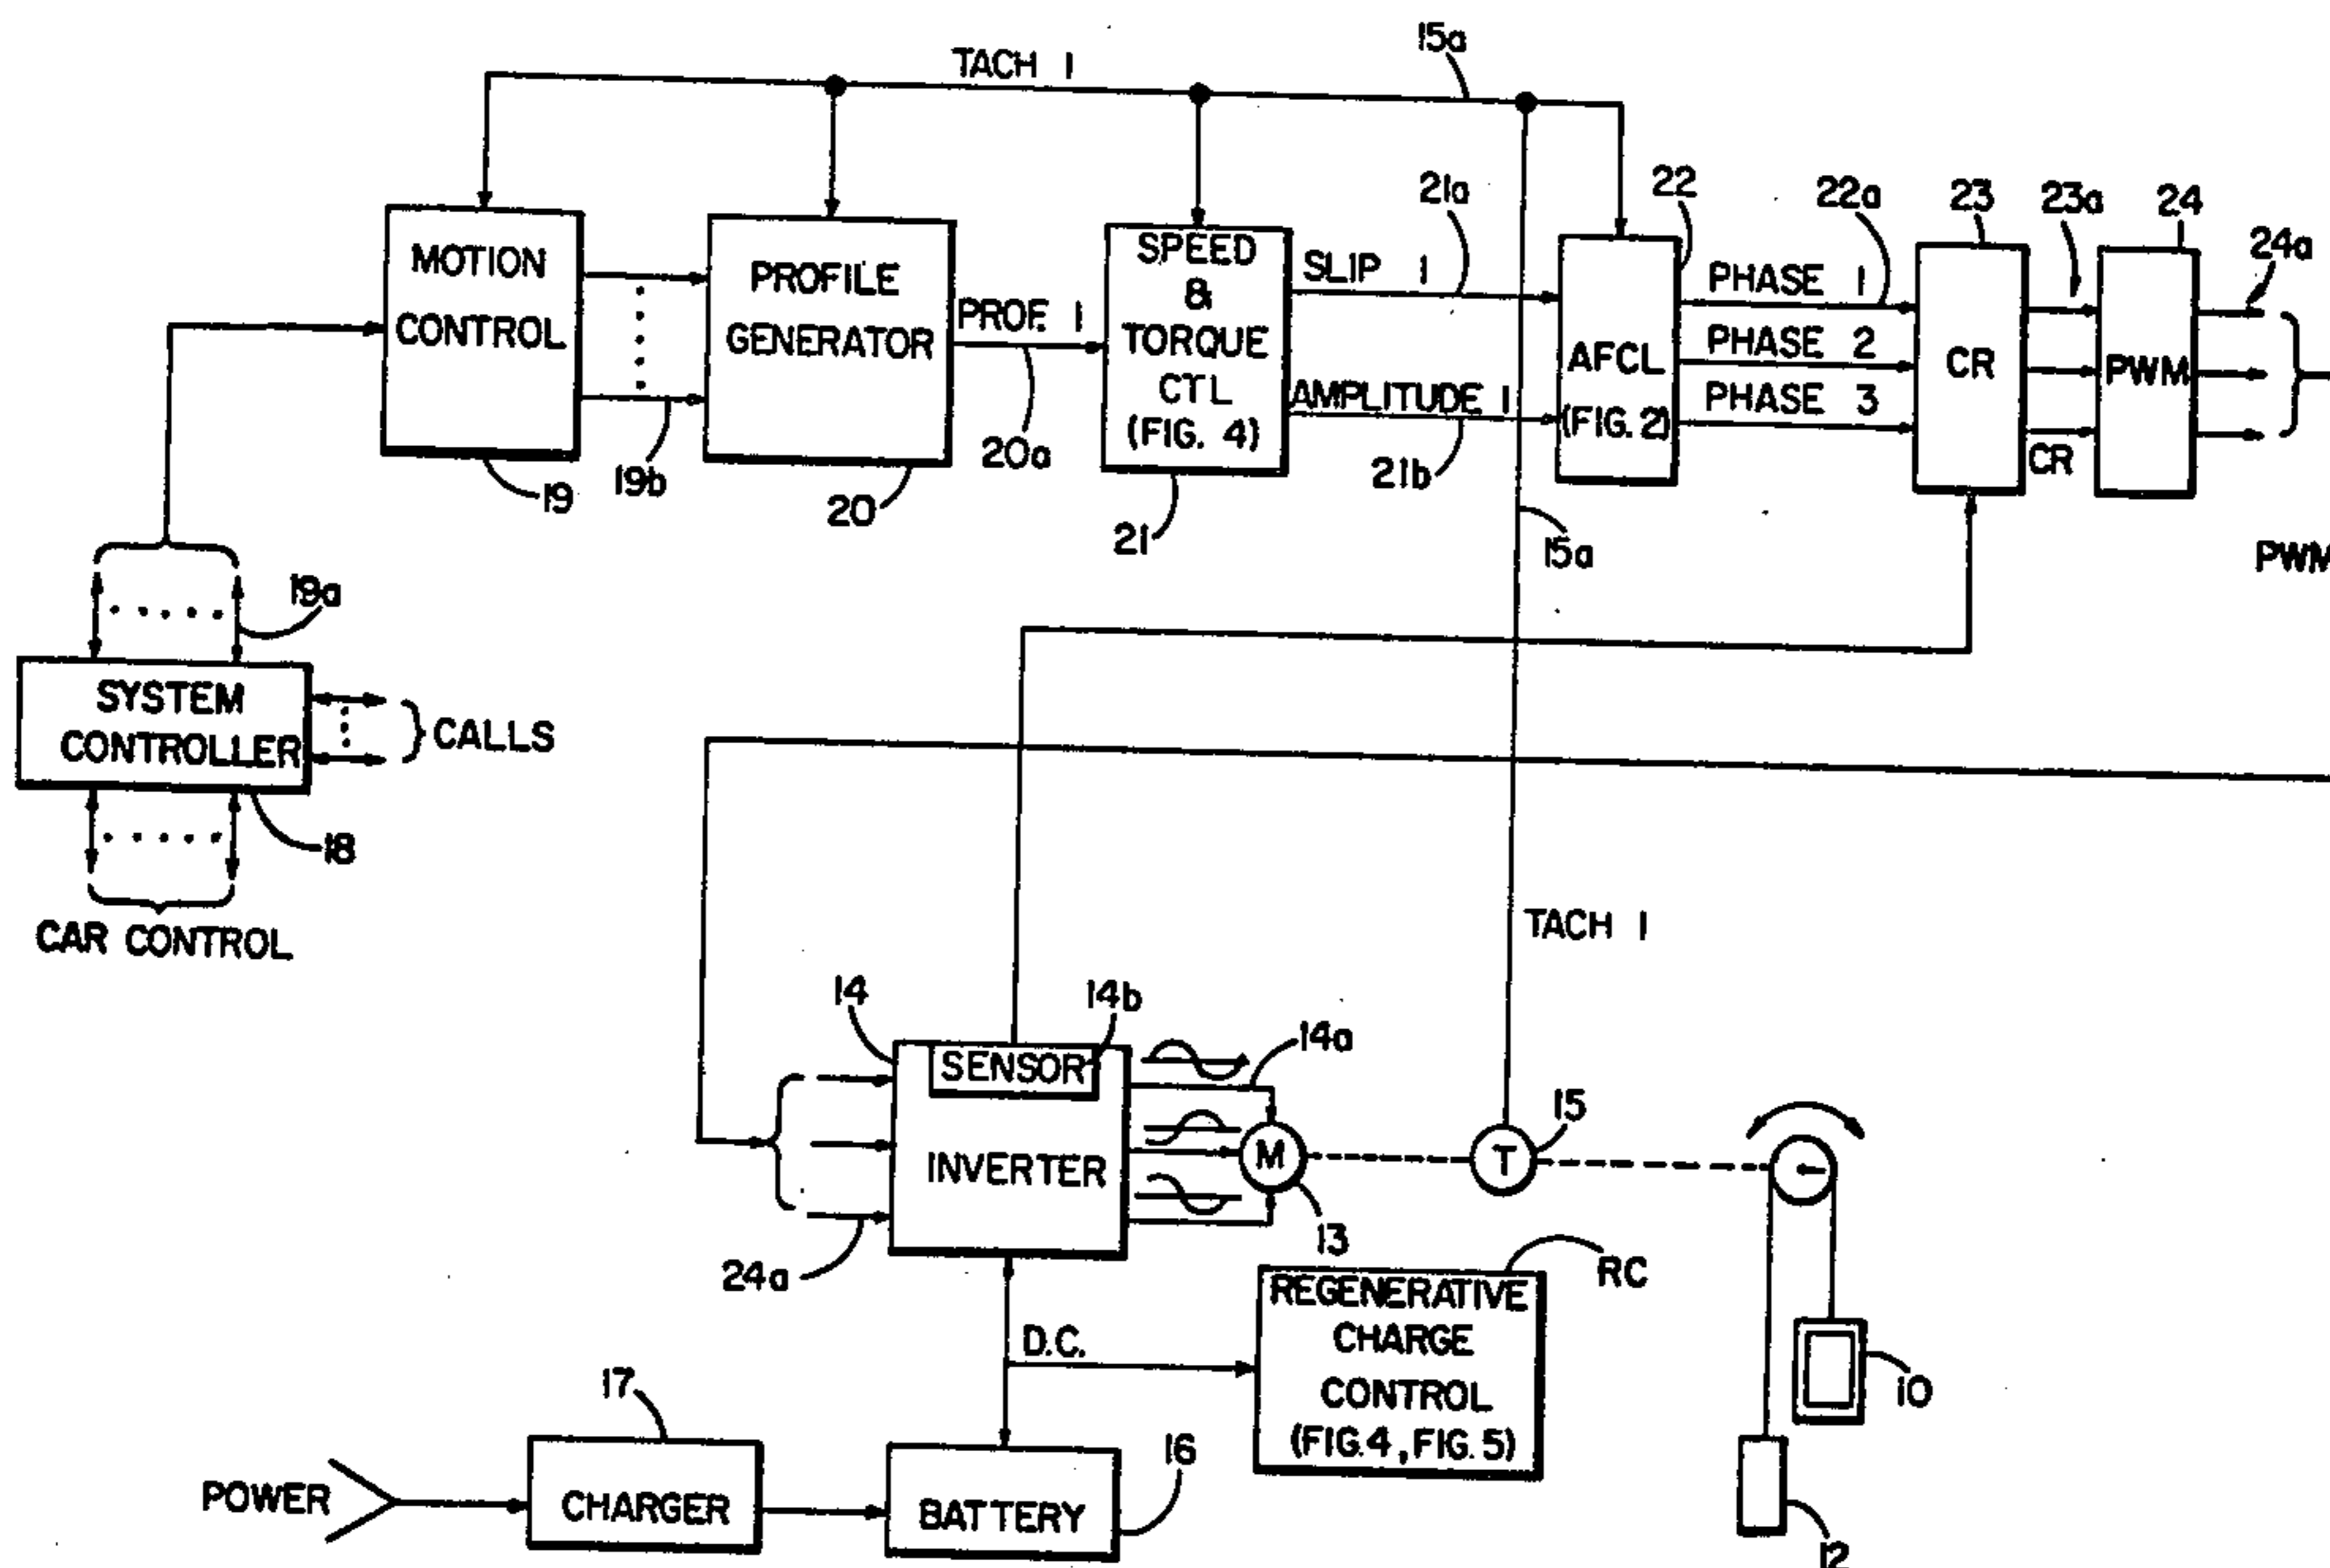 TACH 1
15a
MOTION
CONTROL
19
19b
PROFILE
GENERATOR
20
PROF. 1
20a
SPEED
&
TORQUE
CTL
(FIG. 4)
21
SLIP 1
21a
AMPLITUDE 1
21b
22
AFCL
(FIG. 2)
PHASE 1
22a
PHASE 2
PHASE 3
23
CR
23a
CR
24
PWM
24a
15a
PWM
19a
SYSTEM
CONTROLLER
CALLS
18
CAR CONTROL
TACH 1
14
14b
SENSOR
14a
INVERTER
M
13
T
15
24a
D.C.
REGENERATIVE
CHARGE
CONTROL
(FIG. 4, FIG. 5)
RC
10
12
POWER
17
CHARGER
BATTERY
16